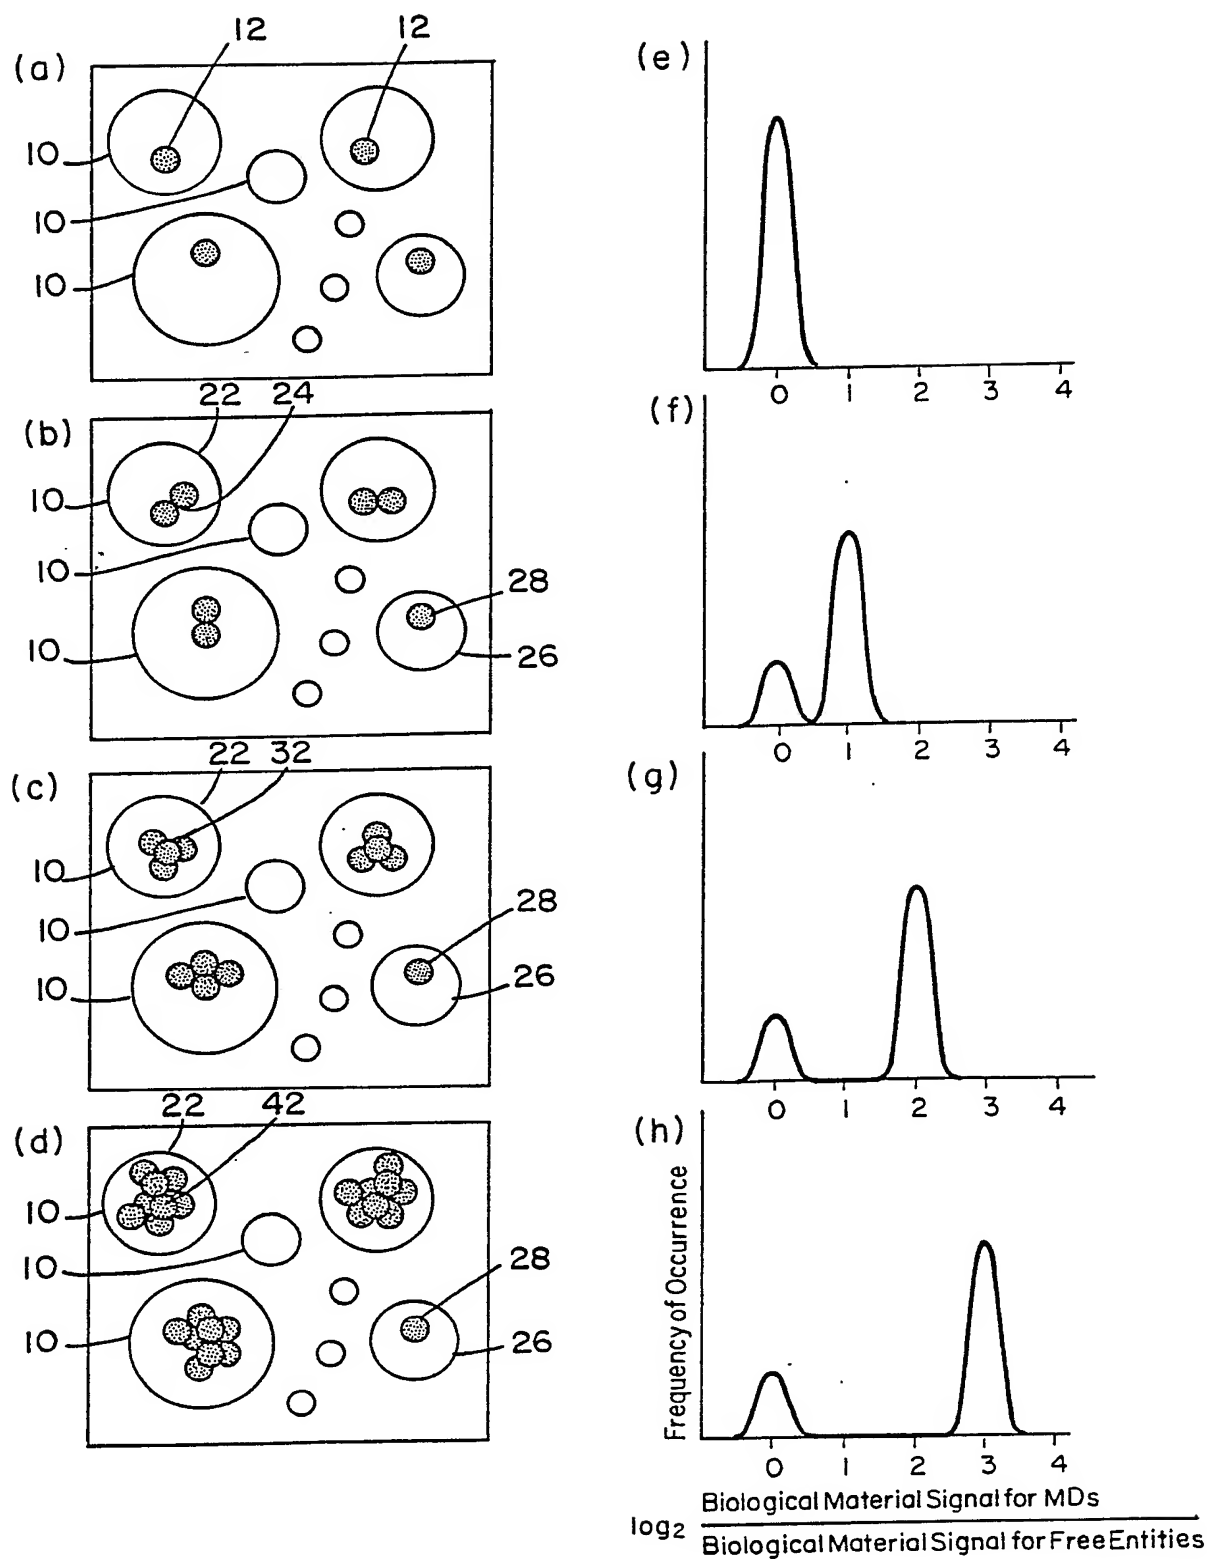 12 12
(a)
10
10
10
(e)
0 1 2 3 4
22 24
(b)
10
10
10
28
26
(f)
0 1 2 3 4
22 32
(c)
10
10
10
28
26
(g)
0 1 2 3 4
22 42
(d)
10
10
10
28
26
(h)
Frequency of Occurrence
0 1 2 3 4
Biological Material Signal for MDs
log2
Biological Material Signal for Free Entities